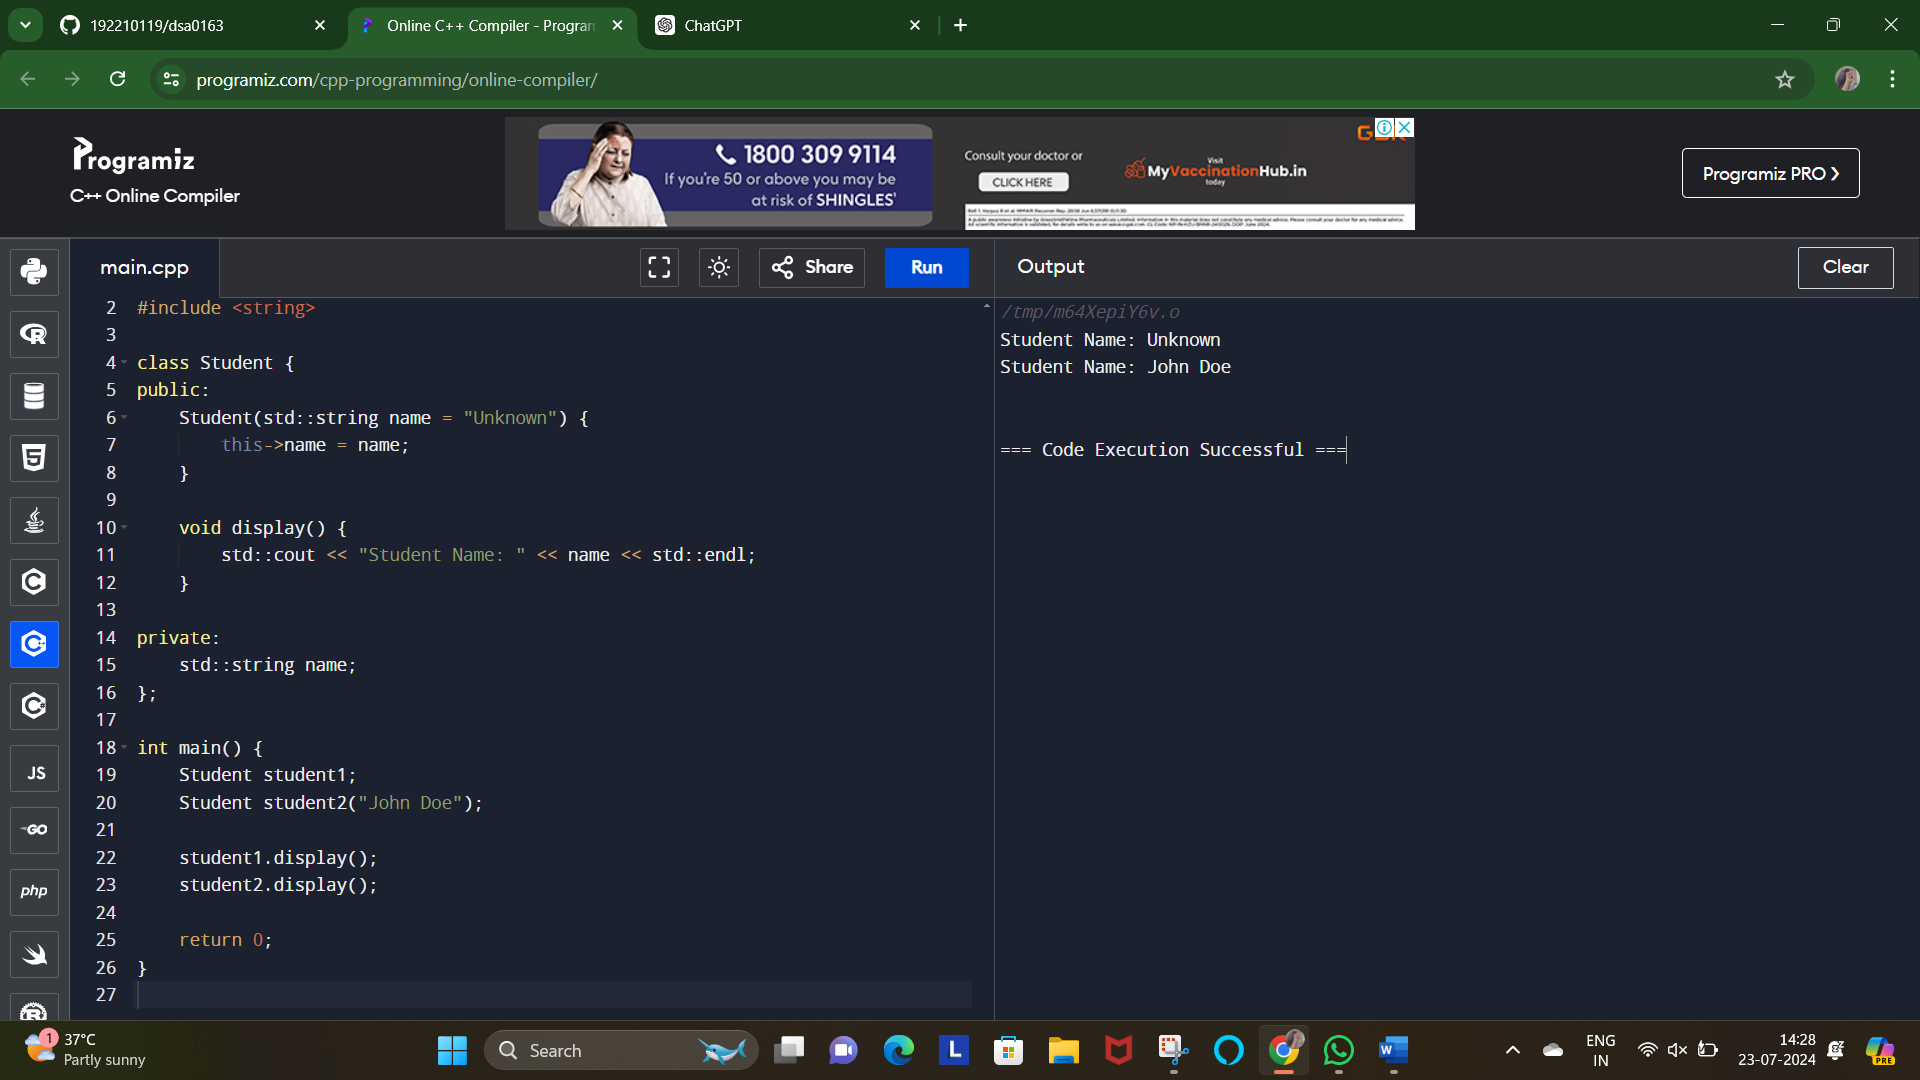 192210119/dsa0163
Online C++ Compiler - Program
ChatGPT
programiz.com/cpp-programming/online-compiler/
Programiz
C++ Online Compiler
1800 309 9114
If you're 50 or above you may be
at risk of SHINGLES'
Consult your doctor or
CLICK HERE
Visit
MyVaccinationHub.in
today
Programiz PRO
main.cpp
Share
Run
Output
Clear
2 #include <string>
3
4 class Student {
5 public:
6 Student(std::string name = "Unknown") {
7 this->name = name;
8 }
9
10 void display() {
11 std::cout << "Student Name: " << name << std::endl;
12 }
13
14 private:
15 std::string name;
16 };
17
18 int main() {
19 Student student1;
20 Student student2("John Doe");
21
22 student1.display();
23 student2.display();
24
25 return 0;
26 }
27
/tmp/m64XepiY6v.o
Student Name: Unknown
Student Name: John Doe
=== Code Execution Successful ===
JS
GO
php
1
37°C
Partly sunny
Search
L
W
PRE
ENG
IN
14:28
23-07-2024